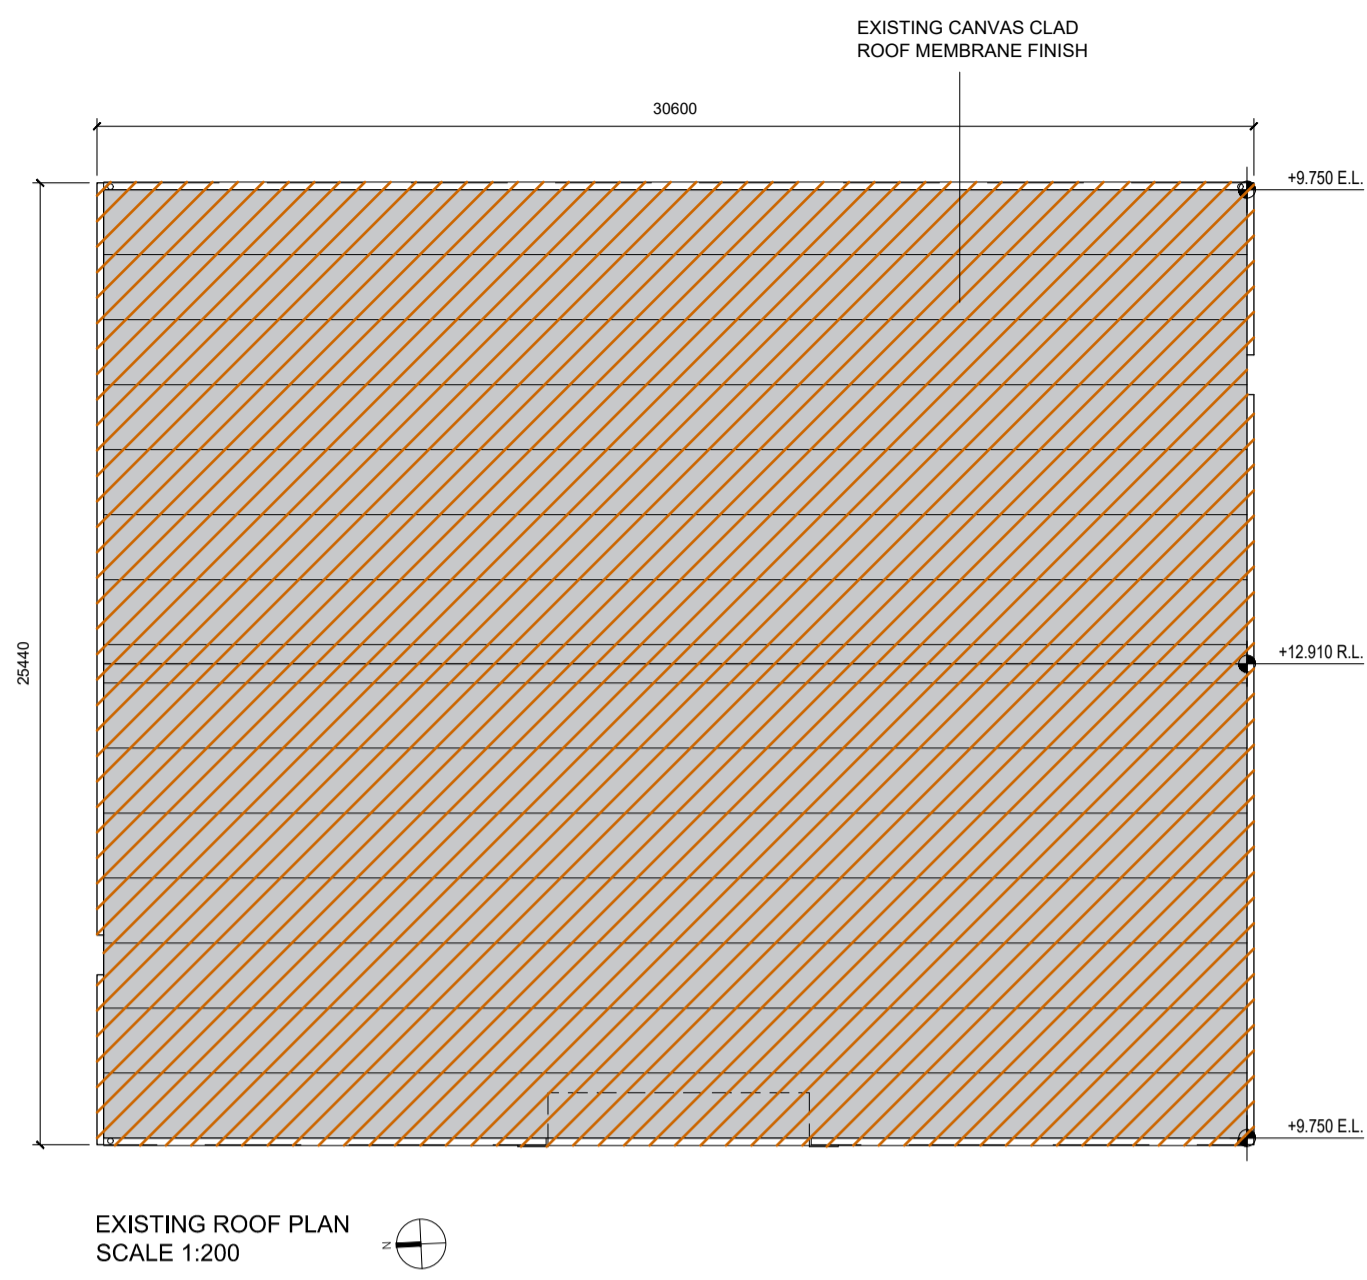 EXISTING CANVAS CLAD
ROOF MEMBRANE FINISH
30600
+9.750 E.L.
25440
+12.910 R.L.
+9.750 E.L.
EXISTING ROOF PLAN
SCALE 1:200
N